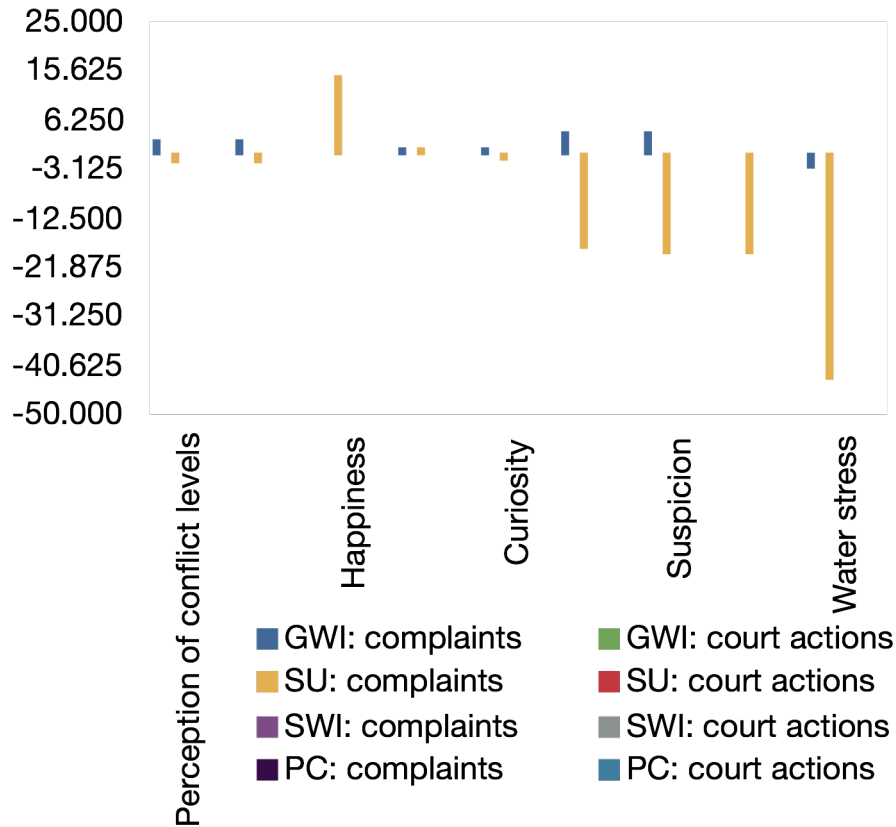 25.000
15.625
6.250
-3.125
-12.500
-21.875
-31.250
-40.625
-50.000
Perception of conflict levels
Happiness
Curiosity
Suspicion
Water stress
GWI: complaints
GWI: court actions
SU: complaints
SU: court actions
SWI: complaints
SWI: court actions
PC: complaints
PC: court actions